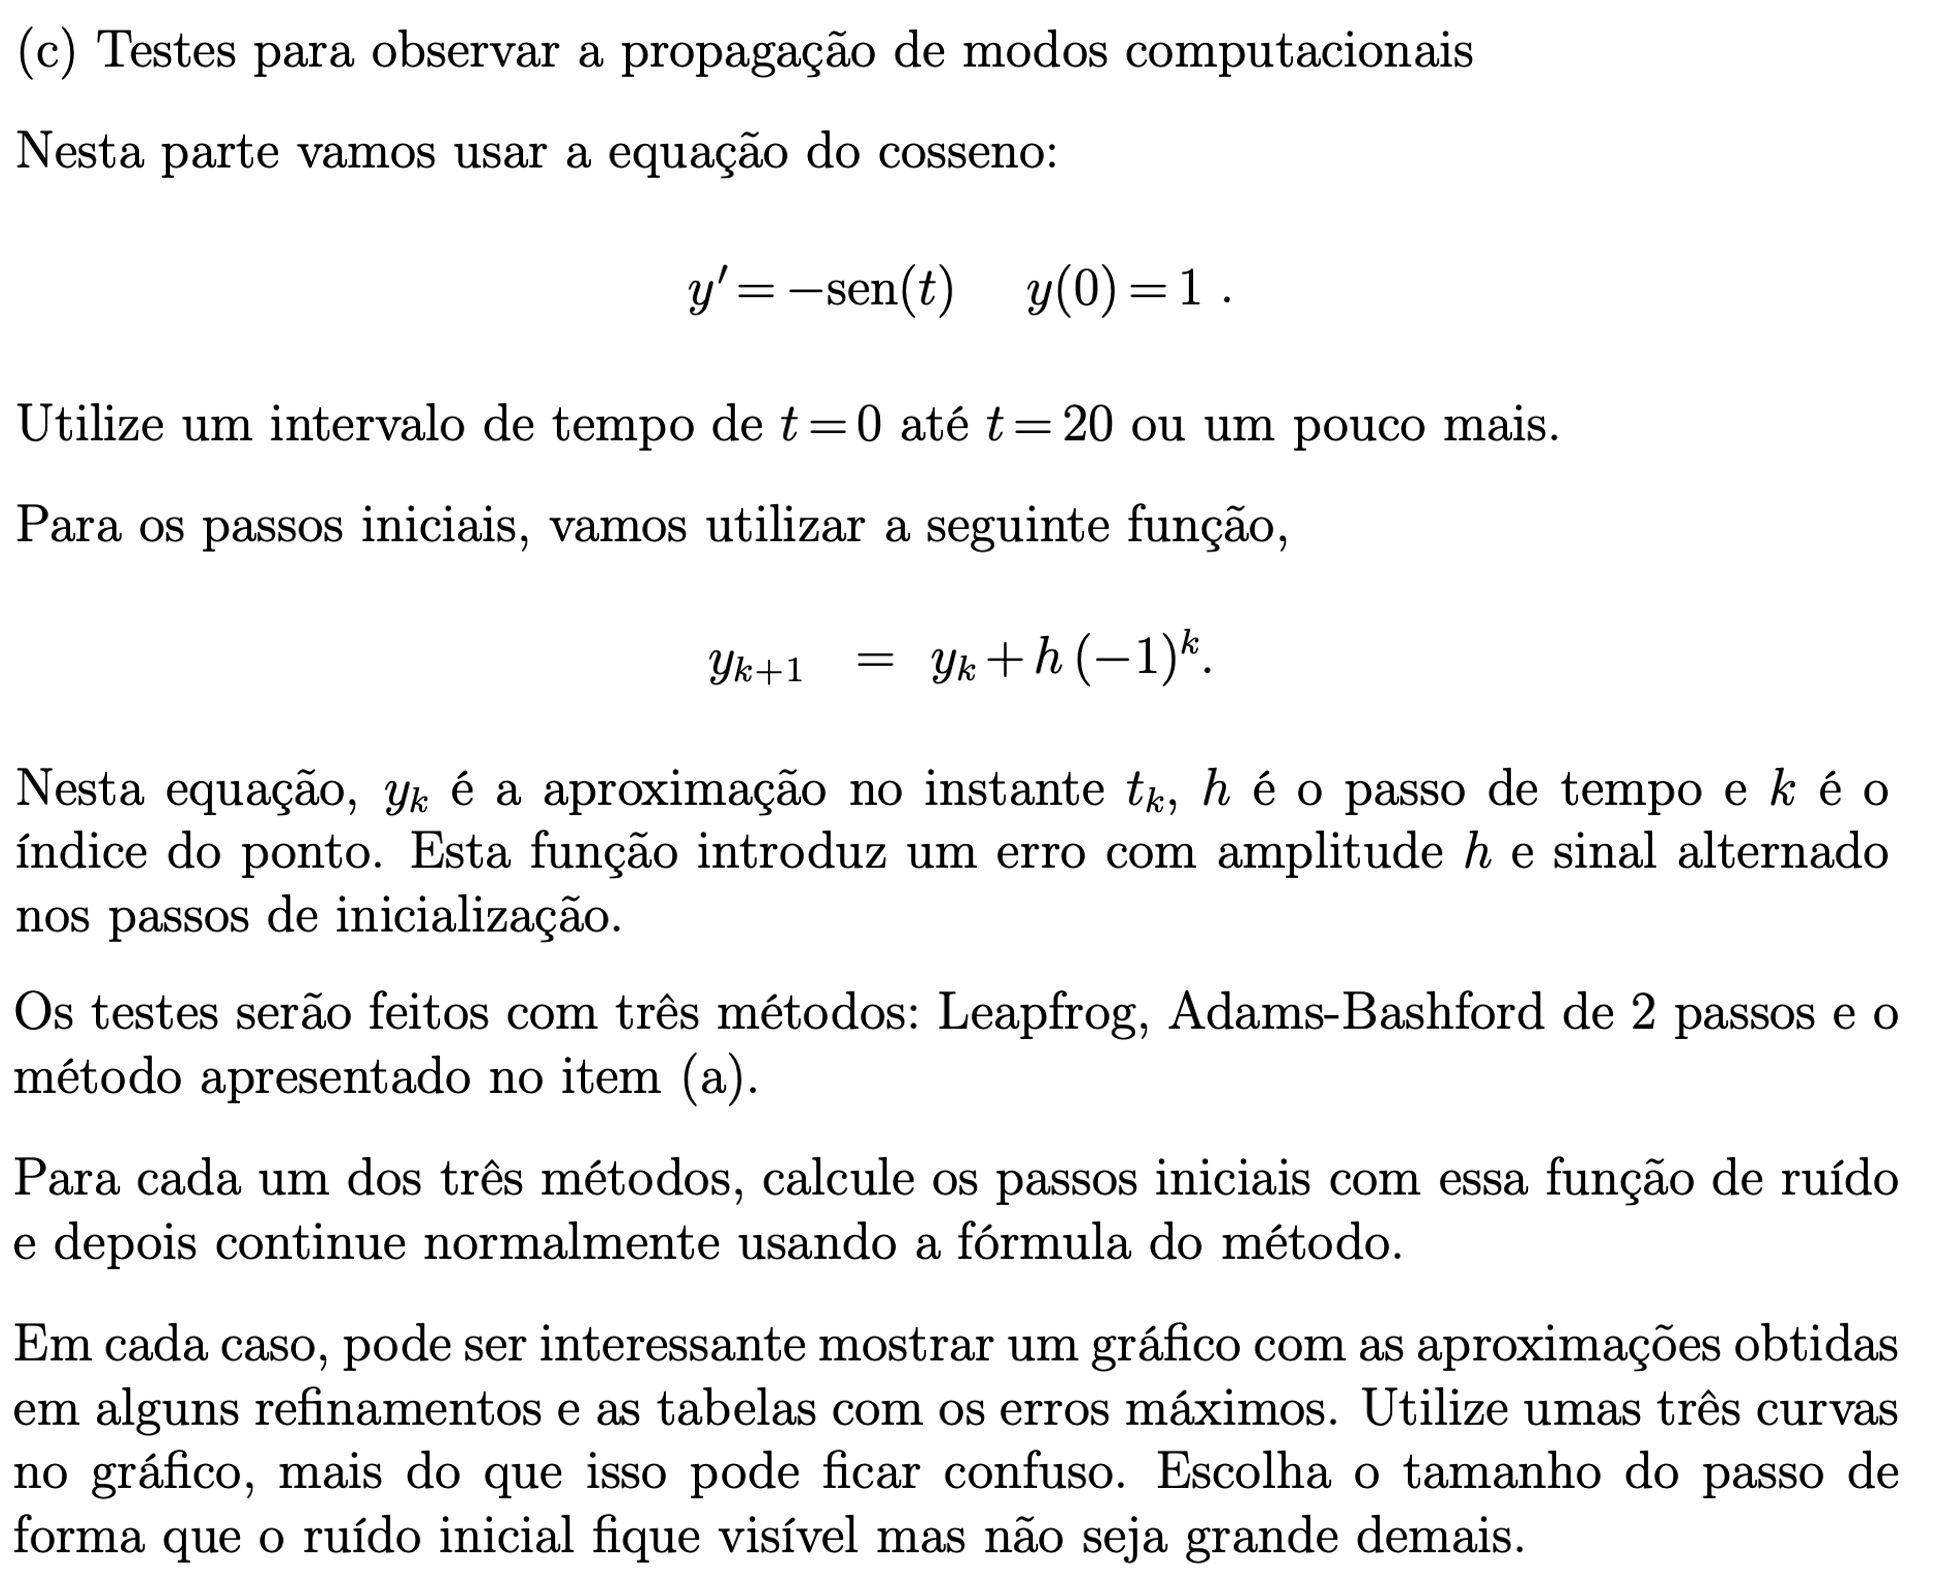 (c) Testes para observar a propagação de modos computacionais
Nesta parte vamos usar a equação do cosseno:
y′ = −sen(t)    y(0) = 1 .
Utilize um intervalo de tempo de t = 0 até t = 20 ou um pouco mais.
Para os passos iniciais, vamos utilizar a seguinte função,
y_{k+1} = y_k + h (−1)^k.
Nesta equação, y_k é a aproximação no instante t_k, h é o passo de tempo e k é o
índice do ponto. Esta função introduz um erro com amplitude h e sinal alternado
nos passos de inicialização.
Os testes serão feitos com três métodos: Leapfrog, Adams-Bashford de 2 passos e o
método apresentado no item (a).
Para cada um dos três métodos, calcule os passos iniciais com essa função de ruído
e depois continue normalmente usando a fórmula do método.
Em cada caso, pode ser interessante mostrar um gráfico com as aproximações obtidas
em alguns refinamentos e as tabelas com os erros máximos. Utilize umas três curvas
no gráfico, mais do que isso pode ficar confuso. Escolha o tamanho do passo de
forma que o ruído inicial fique visível mas não seja grande demais.